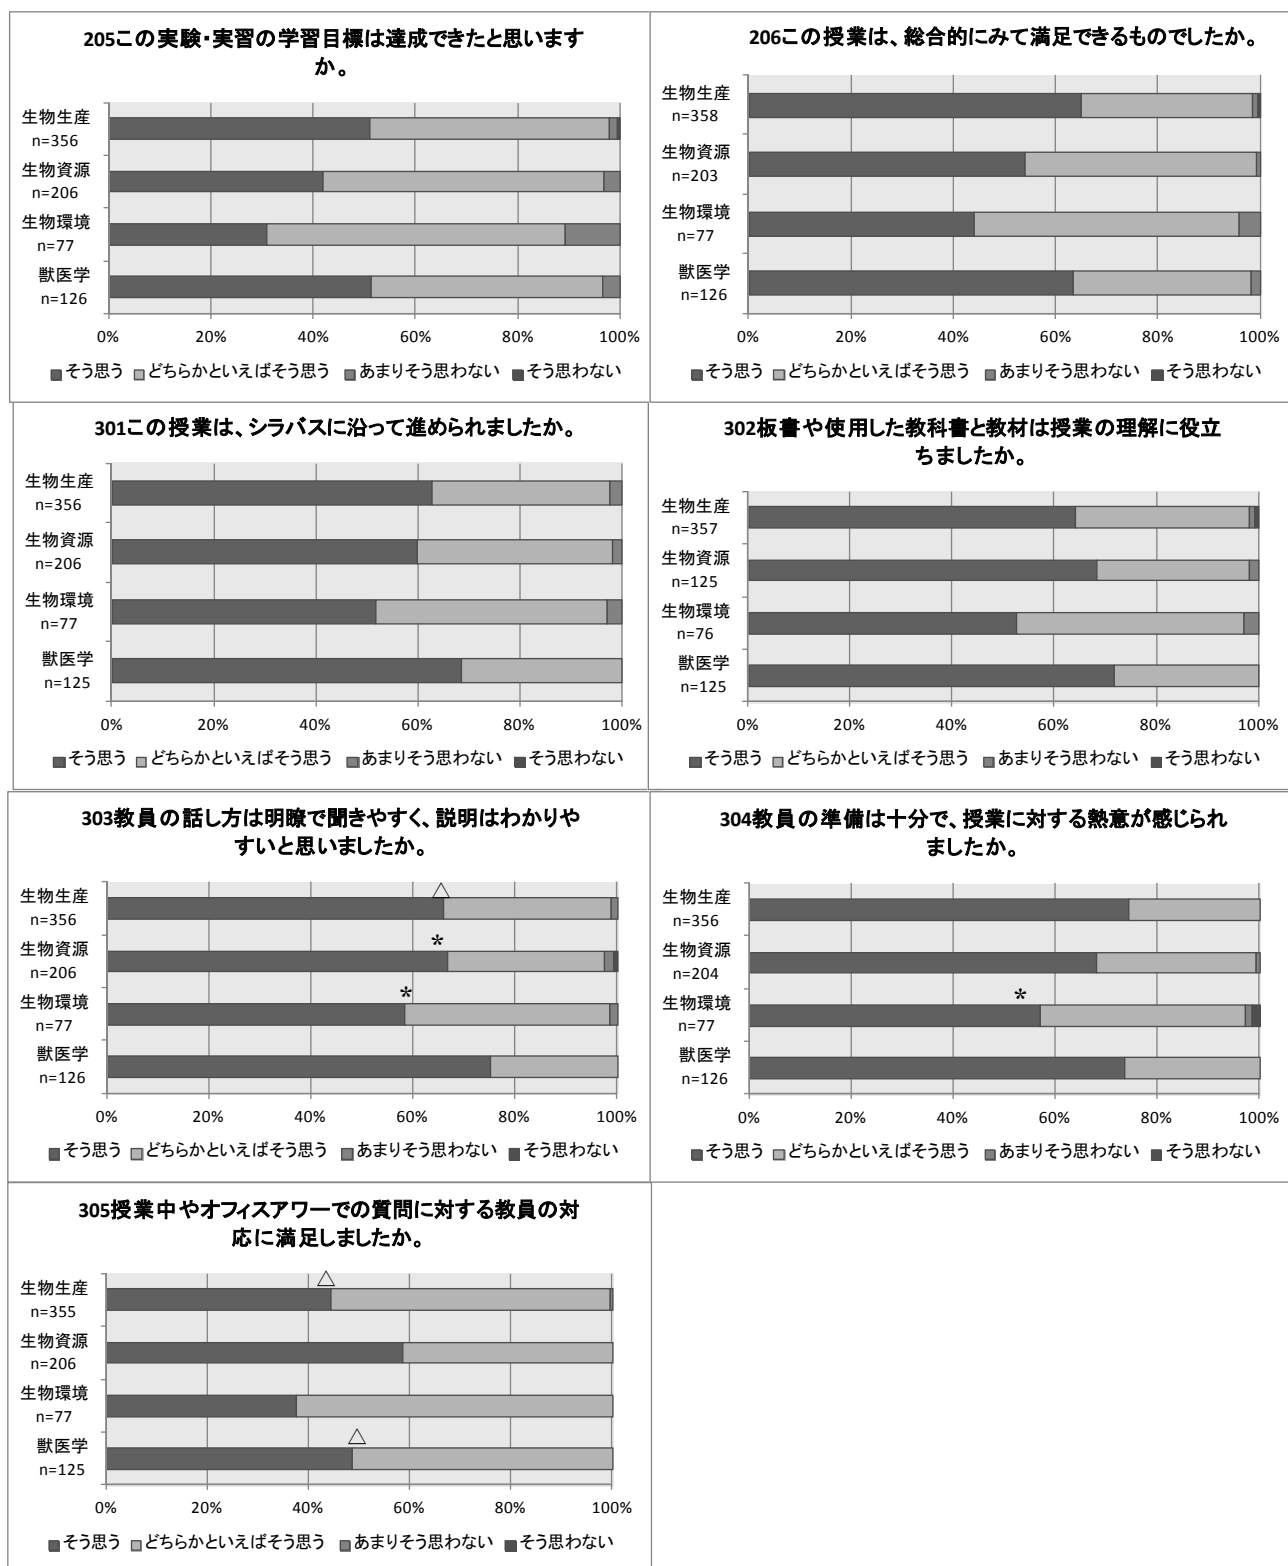 205この実験・実習の学習目標は達成できたと思います
か。
生物生産
n=356
生物資源
n=206
生物環境
n=77
獣医学
n=126
0% 20% 40% 60% 80% 100%
■そう思う ■どちらかといえばそう思う ■あまりそう思わない ■そう思わない
206この授業は、総合的にみて満足できるものでしたか。
生物生産
n=358
生物資源
n=203
生物環境
n=77
獣医学
n=126
0% 20% 40% 60% 80% 100%
■そう思う ■どちらかといえばそう思う ■あまりそう思わない ■そう思わない
301この授業は、シラバスに沿って進められましたか。
生物生産
n=356
生物資源
n=206
生物環境
n=77
獣医学
n=125
0% 20% 40% 60% 80% 100%
■そう思う ■どちらかといえばそう思う ■あまりそう思わない ■そう思わない
302板書や使用した教科書と教材は授業の理解に役立
ちましたか。
生物生産
n=357
生物資源
n=125
生物環境
n=76
獣医学
n=125
0% 20% 40% 60% 80% 100%
■そう思う ■どちらかといえばそう思う ■あまりそう思わない ■そう思わない
303教員の話し方は明瞭で聞きやすく、説明はわかりや
すいと思いましたか。
△
生物生産
n=356
*
生物資源
n=206
*
生物環境
n=77
獣医学
n=126
0% 20% 40% 60% 80% 100%
■そう思う ■どちらかといえばそう思う ■あまりそう思わない ■そう思わない
304教員の準備は十分で、授業に対する熱意が感じられ
ましたか。
生物生産
n=356
生物資源
n=204
*
生物環境
n=77
獣医学
n=126
0% 20% 40% 60% 80% 100%
■そう思う ■どちらかといえばそう思う ■あまりそう思わない ■そう思わない
305授業中やオフィスアワーでの質問に対する教員の対
応に満足しましたか。
△
生物生産
n=355
生物資源
n=206
生物環境
n=77
△
獣医学
n=125
0% 20% 40% 60% 80% 100%
■そう思う ■どちらかといえばそう思う ■あまりそう思わない ■そう思わない